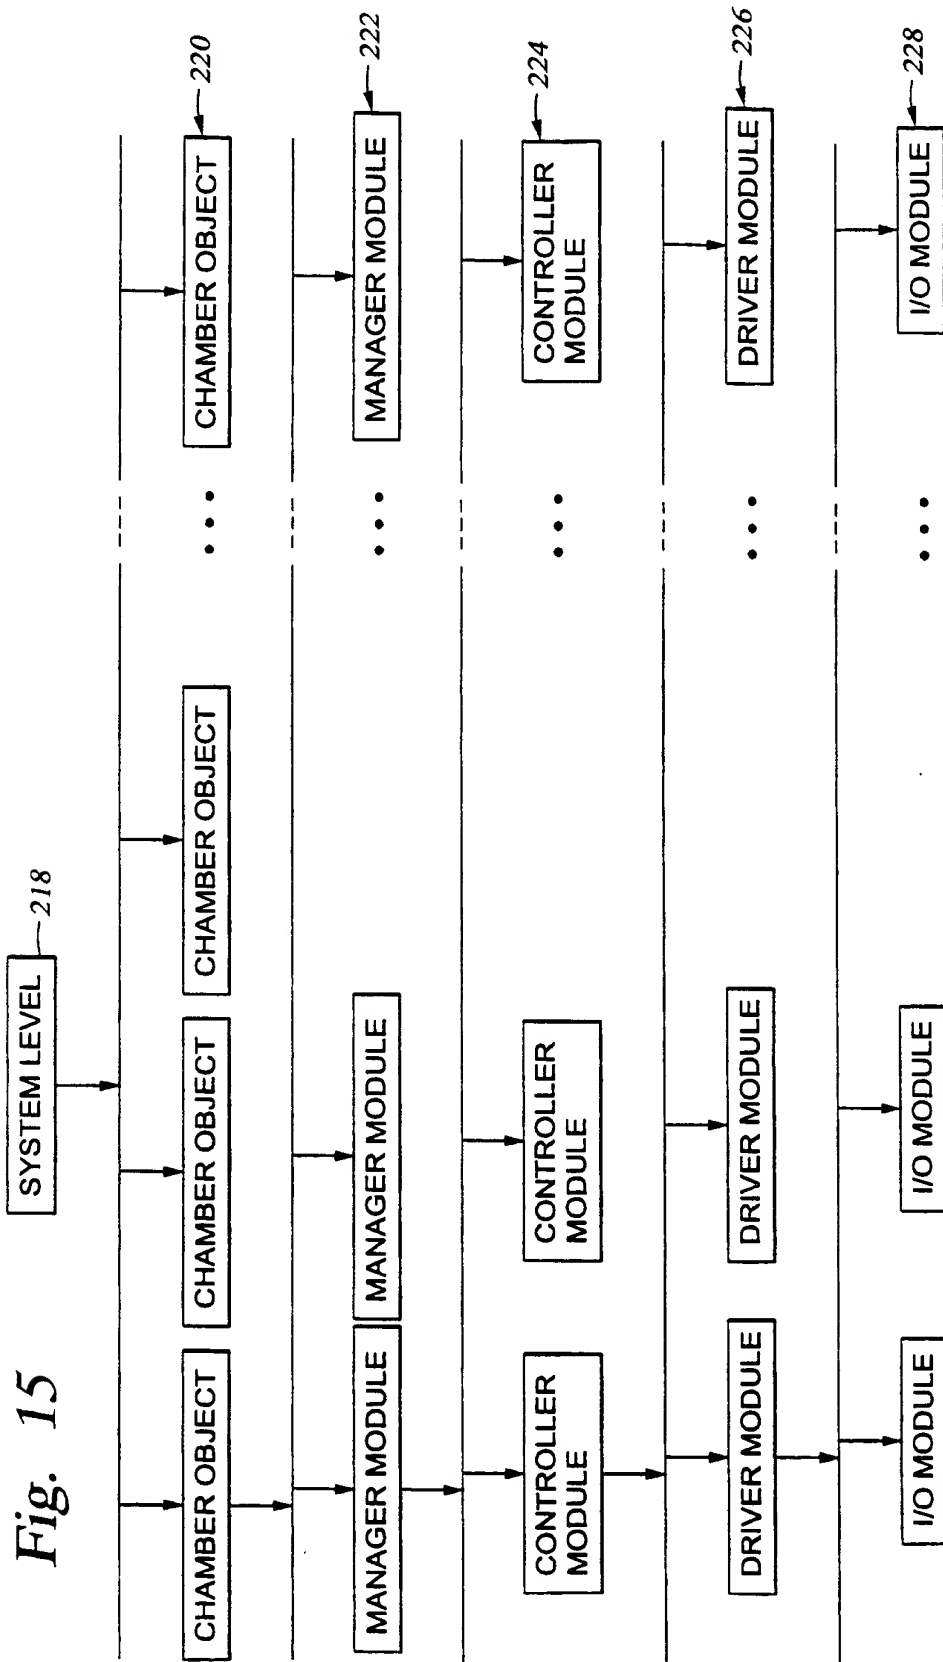 Fig. 15
SYSTEM LEVEL
218
CHAMBER OBJECT
CHAMBER OBJECT
CHAMBER OBJECT
CHAMBER OBJECT
220
MANAGER MODULE
MANAGER MODULE
MANAGER MODULE
222
CONTROLLER
MODULE
CONTROLLER
MODULE
CONTROLLER
MODULE
224
DRIVER MODULE
DRIVER MODULE
DRIVER MODULE
226
I/O MODULE
I/O MODULE
I/O MODULE
228